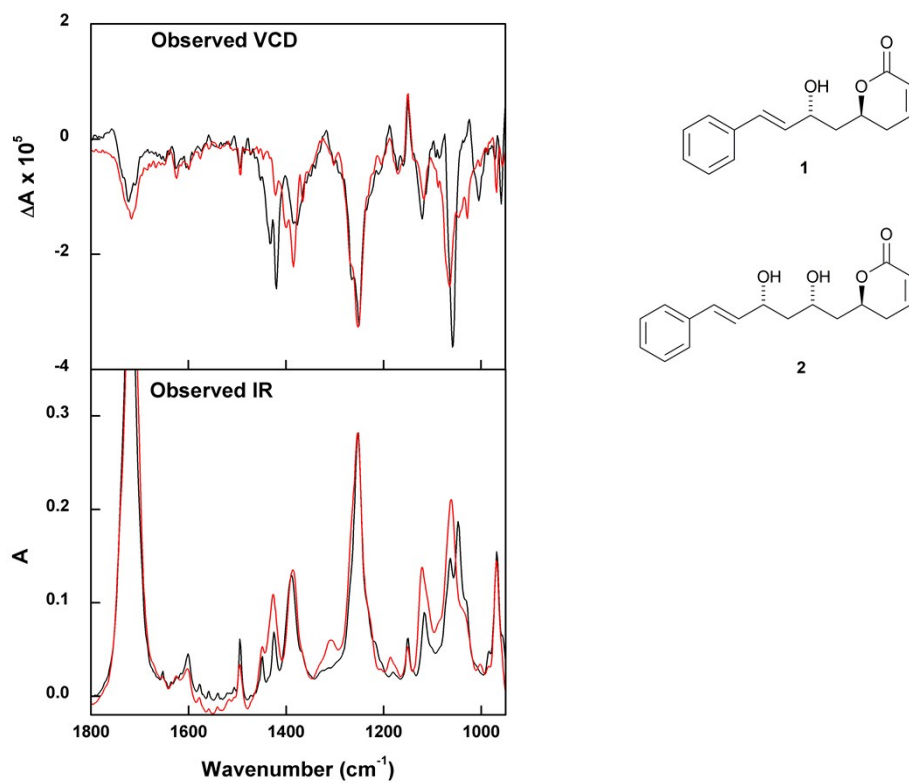 Observed VCD
2
0
-2
-4
ΔA x 10⁵
Observed IR
0.3
0.2
0.1
0.0
A
1800 1600 1400 1200 1000
Wavenumber (cm⁻¹)
O
OH O
1
O
OH OH O
2